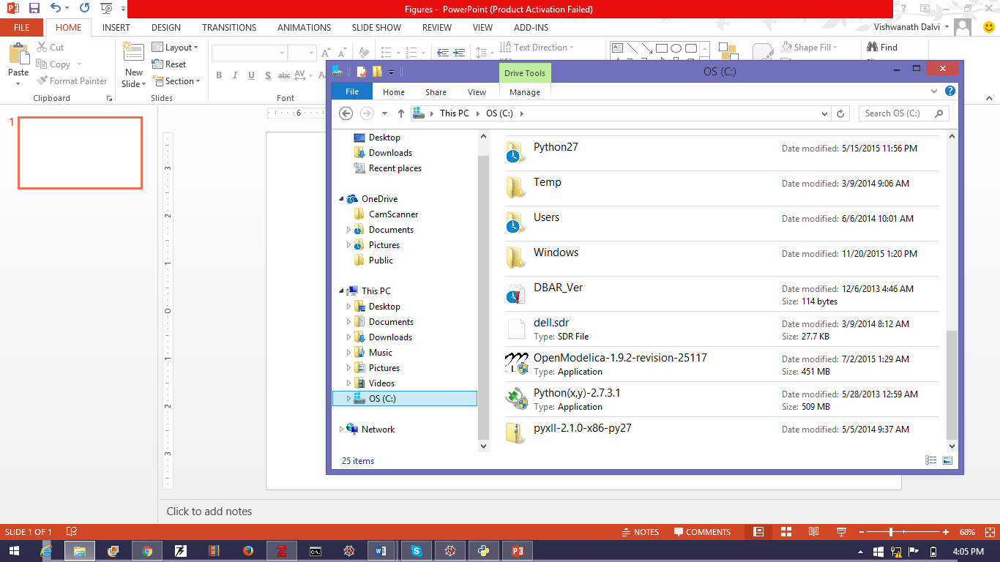 Figures - PowerPoint (Product Activation Failed)
FILE HOME INSERT DESIGN TRANSITIONS ANIMATIONS SLIDE SHOW REVIEW VIEW ADD-INS Vishwanath Dalvi
Paste
Cut
Copy
Format Painter
Clipboard
New Slide
Layout
Reset
Section
Slides
B I U S abc AV
Font
Text Direction
Shape Fill
Find
1
6
3
2
1
0
1
2
3
Drive Tools
OS (C:)
File Home Share View Manage
This PC OS (C:)
Search OS (C:)
Desktop
Downloads
Recent places
OneDrive
CamScanner
Documents
Pictures
Public
This PC
Desktop
Documents
Downloads
Music
Pictures
Videos
OS (C:)
Network
Python27 Date modified: 5/15/2015 11:56 PM
Temp Date modified: 3/9/2014 9:06 AM
Users Date modified: 6/6/2014 10:01 AM
Windows Date modified: 11/20/2015 1:20 PM
DBAR_Ver Date modified: 12/6/2013 4:46 AM
Size: 114 bytes
dell.sdr Date modified: 3/9/2014 8:12 AM
Type: SDR File Size: 27.7 KB
OpenModelica-1.9.2-revision-25117 Date modified: 7/2/2015 1:29 AM
Type: Application Size: 451 MB
Python(x,y)-2.7.3.1 Date modified: 5/28/2013 12:59 AM
Type: Application Size: 509 MB
pyxll-2.1.0-x86-py27 Date modified: 5/5/2014 9:37 AM
25 items
Click to add notes
SLIDE 1 OF 1 NOTES COMMENTS 68%
4:05 PM